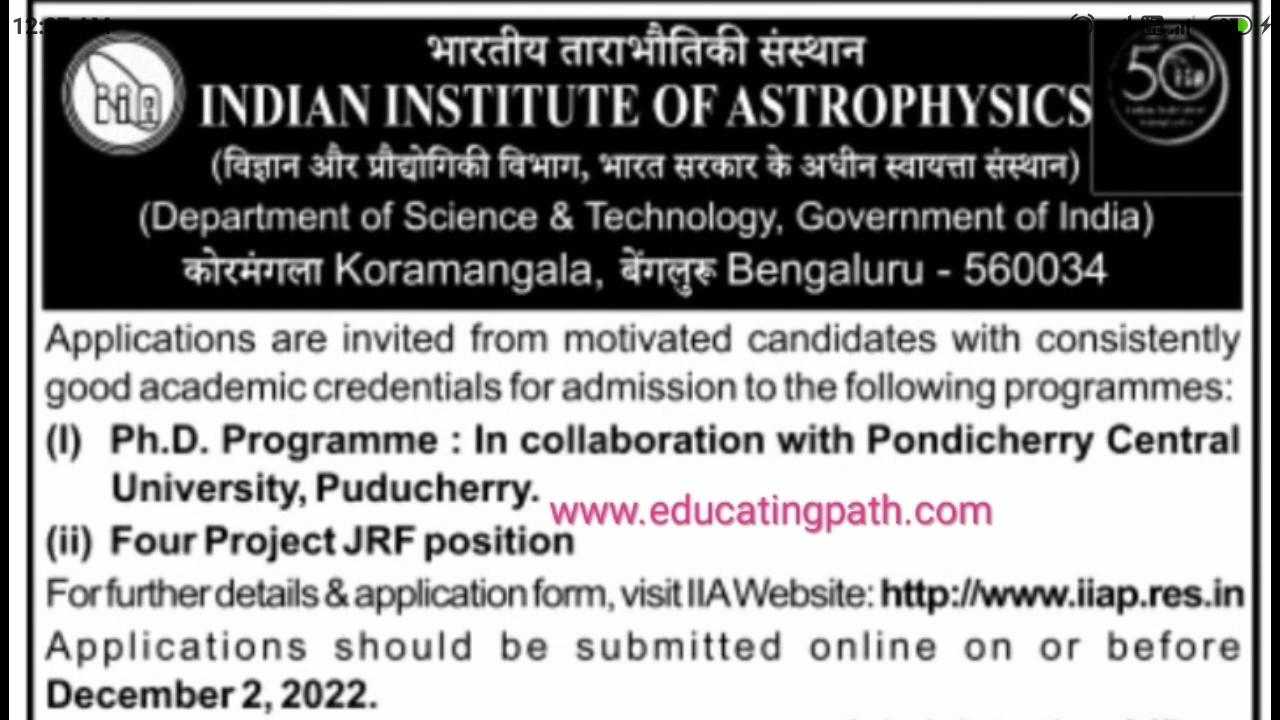 भारतीय ताराभौतिकी संस्थान
INDIAN INSTITUTE OF ASTROPHYSICS
(विज्ञान और प्रौद्योगिकी विभाग, भारत सरकार के अधीन स्वायत्ता संस्थान)
(Department of Science & Technology, Government of India)
कोरमंगला Koramangala, बेंगलुरू Bengaluru - 560034
iiA
50
iia
Applications are invited from motivated candidates with consistently
good academic credentials for admission to the following programmes:
(I) Ph.D. Programme : In collaboration with Pondicherry Central
University, Puducherry.
www.educatingpath.com
(ii) Four Project JRF position
For further details & application form, visit IIA Website: http://www.iiap.res.in
Applications should be submitted online on or before
December 2, 2022.